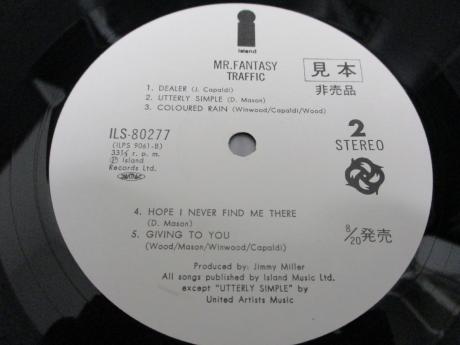 i
island
MR.FANTASY
TRAFFIC
見本
非売品
1. DEALER (J. Capaldi)
2. UTTERLY SIMPLE (D. Mason)
3. COLOURED RAIN (Winwood/Capaldi/Wood)
ILS-80277
(ILPS 9061-B)
33⅓ r. p. m.
Ⓟ Island
Records Ltd.
2
STEREO
4. HOPE I NEVER FIND ME THERE
(D. Mason)
5. GIVING TO YOU
(Wood/Mason/Winwood/Capaldi)
8/20発売
Produced by: Jimmy Miller
All songs published by Island Music Ltd.
except "UTTERLY SIMPLE" by
United Artists Music